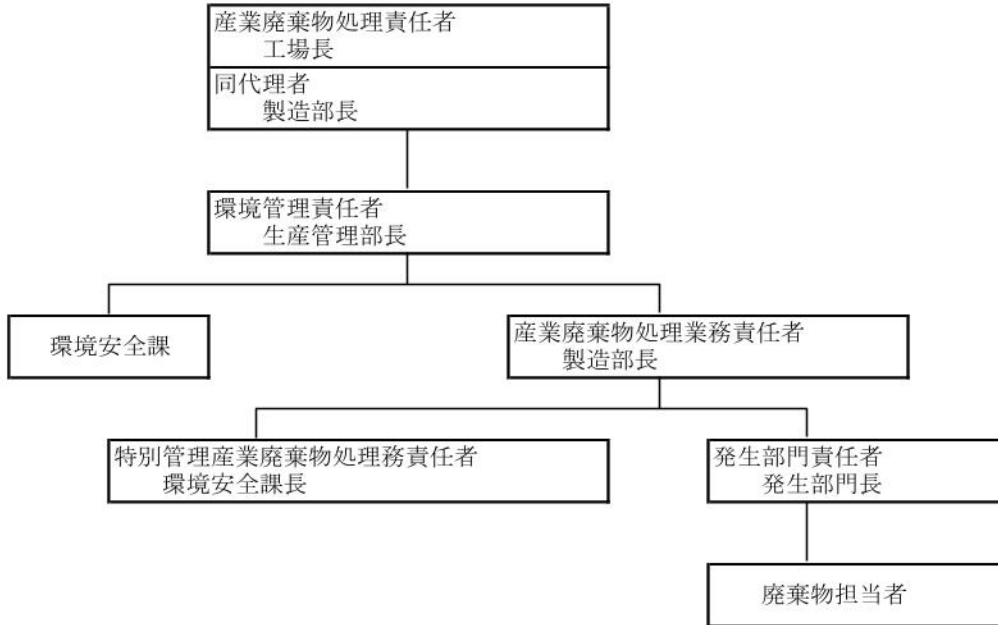 産業廃棄物処理責任者
工場長
同代理者
製造部長
環境管理責任者
生産管理部長
環境安全課
産業廃棄物処理業務責任者
製造部長
特別管理産業廃棄物処理務責任者
環境安全課長
発生部門責任者
発生部門長
廃棄物担当者